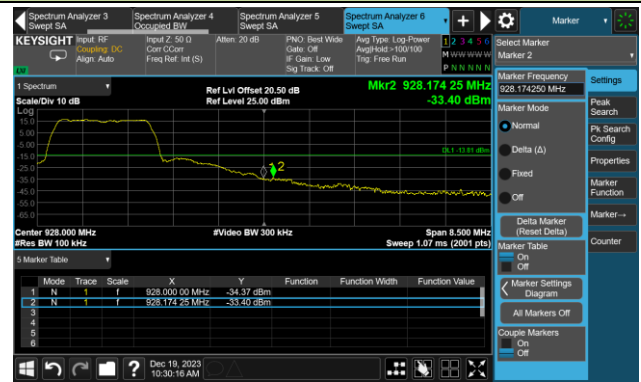 Spectrum Analyzer 3 Spectrum Analyzer 4 Spectrum Analyzer 5 Spectrum Analyzer 6 Marker
Swept SA Occupied BW Swept SA Swept SA
KEYSIGHT Input: RF Input Z: 50 Ω Atten: 20 dB PNO: Best Wide Avg Type: Log-Power 1 2 3 4 5 6 Select Marker
Coupling: DC Corr CCorr Gate: Off Avg|Hold:>100/100 M W W W W W Marker 2
Align: Auto Freq Ref: Int (S) IF Gain: Low Trig: Free Run
Sig Track: Off P N N N N N
1 Spectrum Ref Lvl Offset 20.50 dB Mkr2 928.174 25 MHz
Scale/Div 10 dB Ref Level 25.00 dBm -33.40 dBm
Marker Frequency Settings
928.174250 MHz
Log
15.0
5.00
-5.00
-15.0
-25.0
-35.0
-45.0
-55.0
-65.0
DL1 -13.81 dBm
1 2
Marker Mode
Normal
Delta (Δ)
Fixed
Off
Peak
Search
Pk Search
Config
Properties
Marker
Function
Marker→
Counter
Center 928.000 MHz #Video BW 300 kHz Span 8.500 MHz
#Res BW 100 kHz Sweep 1.07 ms (2001 pts)
Delta Marker
(Reset Delta)
Marker Table
On
Off
Marker Settings
Diagram
All Markers Off
Couple Markers
On
Off
5 Marker Table
Mode Trace Scale X Y Function Function Width Function Value
1 N 1 f 928.000 00 MHz -34.37 dBm
2 N 1 f 928.174 25 MHz -33.40 dBm
3
4
5
6
? Dec 19, 2023
10:30:16 AM